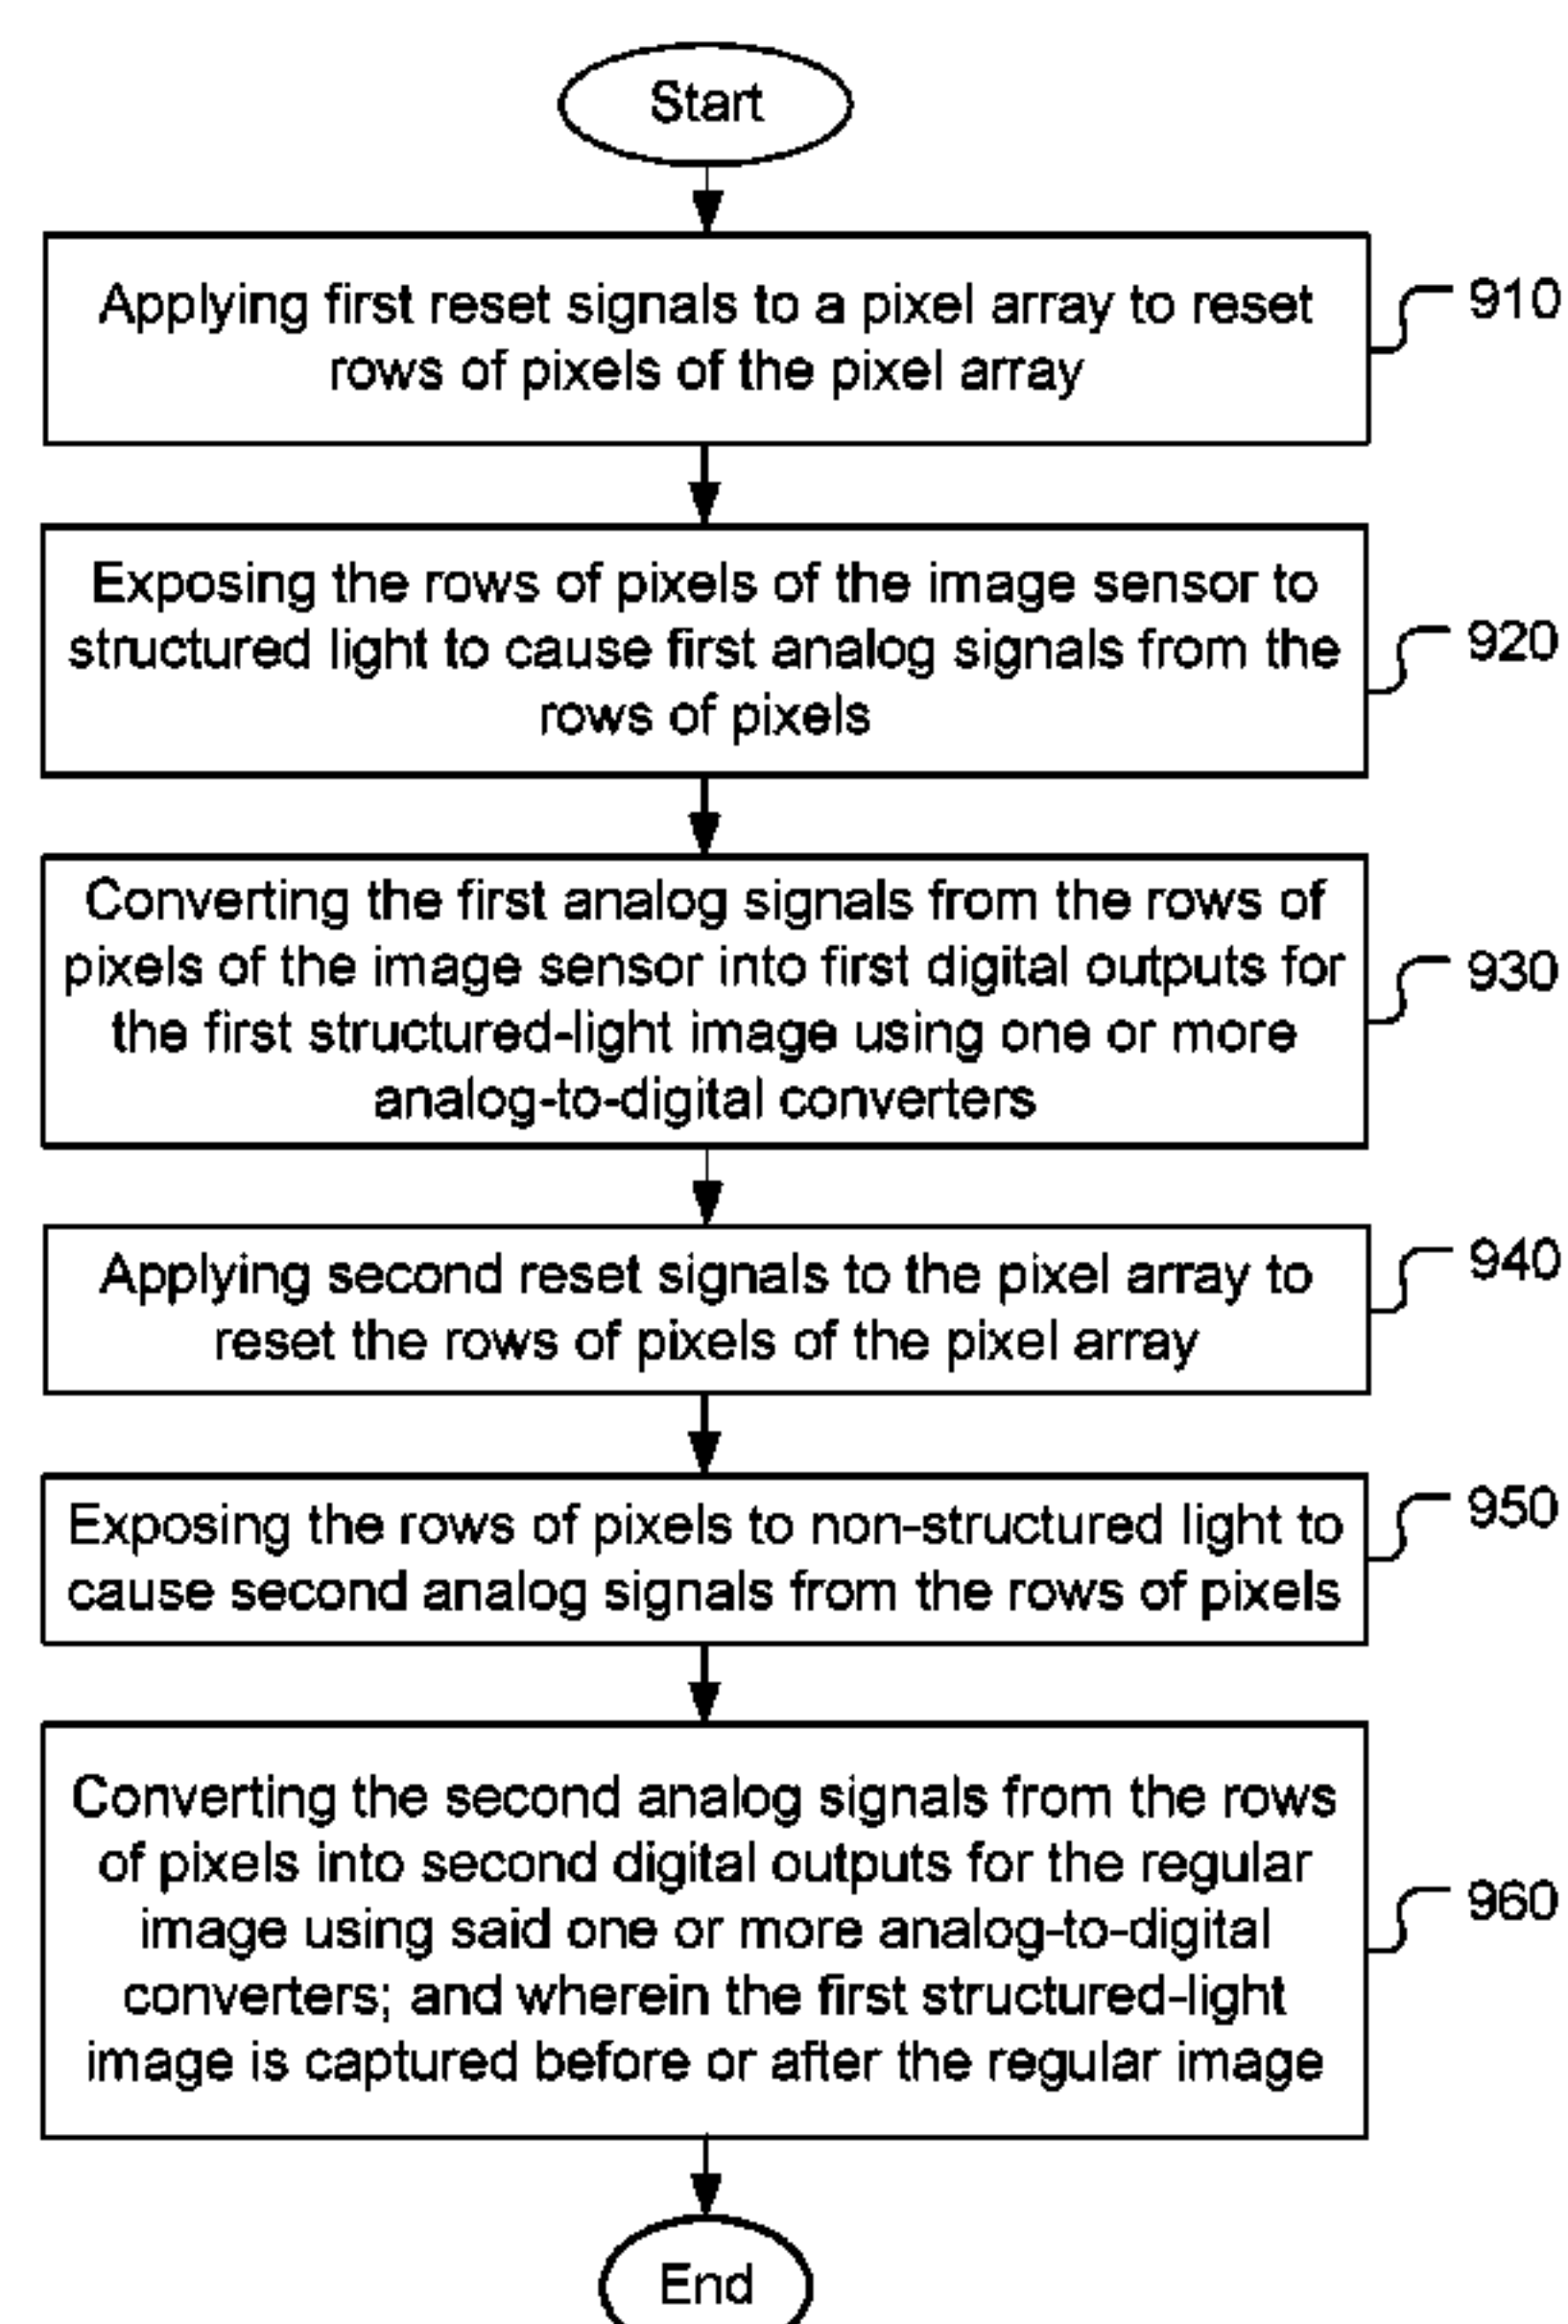 Start
Applying first reset signals to a pixel array to reset
rows of pixels of the pixel array
910
Exposing the rows of pixels of the image sensor to
structured light to cause first analog signals from the
rows of pixels
920
Converting the first analog signals from the rows of
pixels of the image sensor into first digital outputs for
the first structured-light image using one or more
analog-to-digital converters
930
Applying second reset signals to the pixel array to
reset the rows of pixels of the pixel array
940
Exposing the rows of pixels to non-structured light to
cause second analog signals from the rows of pixels
950
Converting the second analog signals from the rows
of pixels into second digital outputs for the regular
image using said one or more analog-to-digital
converters; and wherein the first structured-light
image is captured before or after the regular image
960
End